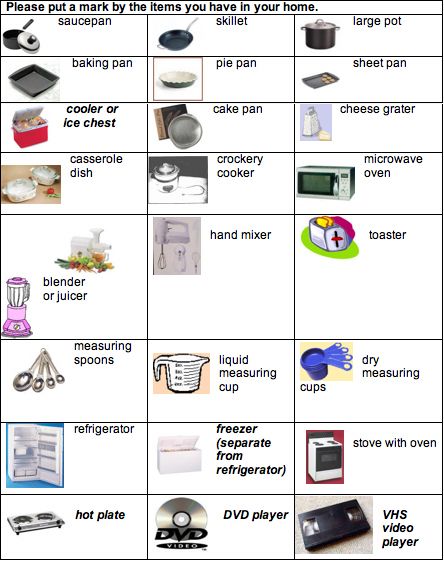 Please put a mark by the items you have in your home.
saucepan
skillet
large pot
baking pan
pie pan
sheet pan
cooler or
ice chest
cake pan
cheese grater
casserole
dish
crockery
cooker
microwave
oven
blender
or juicer
hand mixer
toaster
measuring
spoons
liquid
measuring
cup
dry
measuring
cups
refrigerator
freezer
(separate
from
refrigerator)
stove with oven
hot plate
DVD
VIDEO
DVD player
VHS
video
player